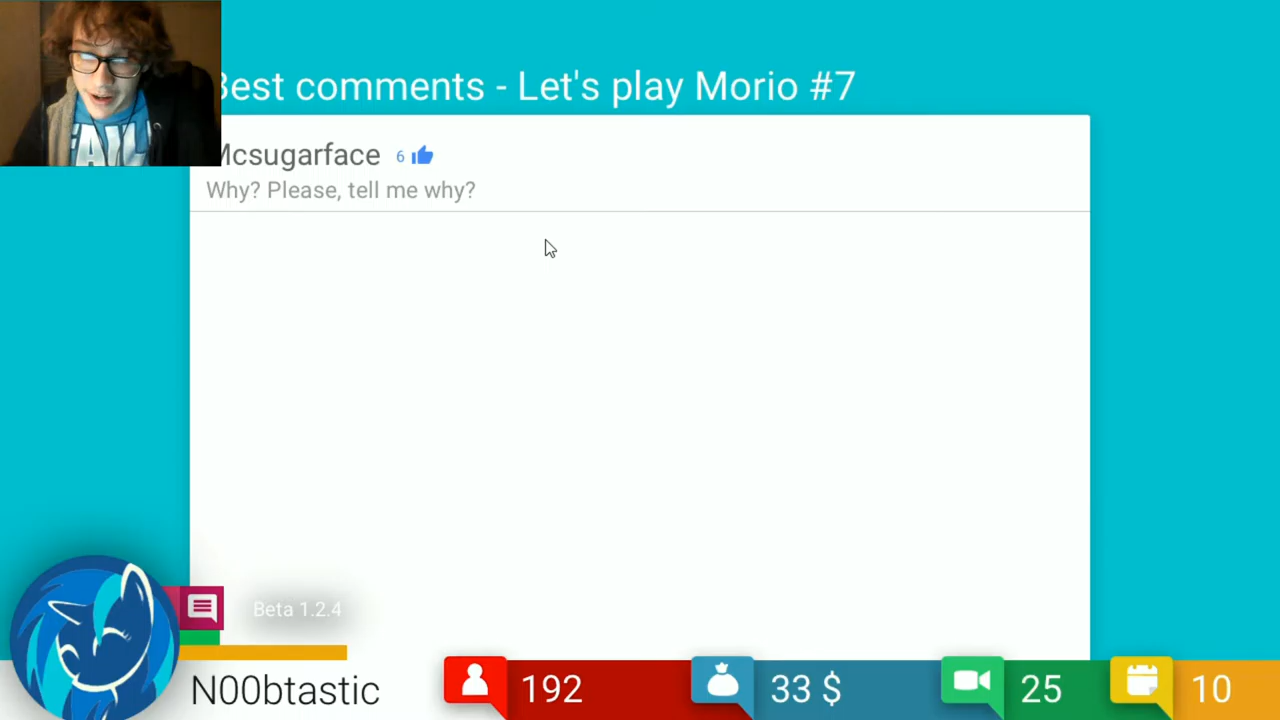 Best comments - Let's play Morio #7
Mcsugarface 6
Why? Please, tell me why?
Beta 1.2.4
N00btastic
192
33 $
25
10